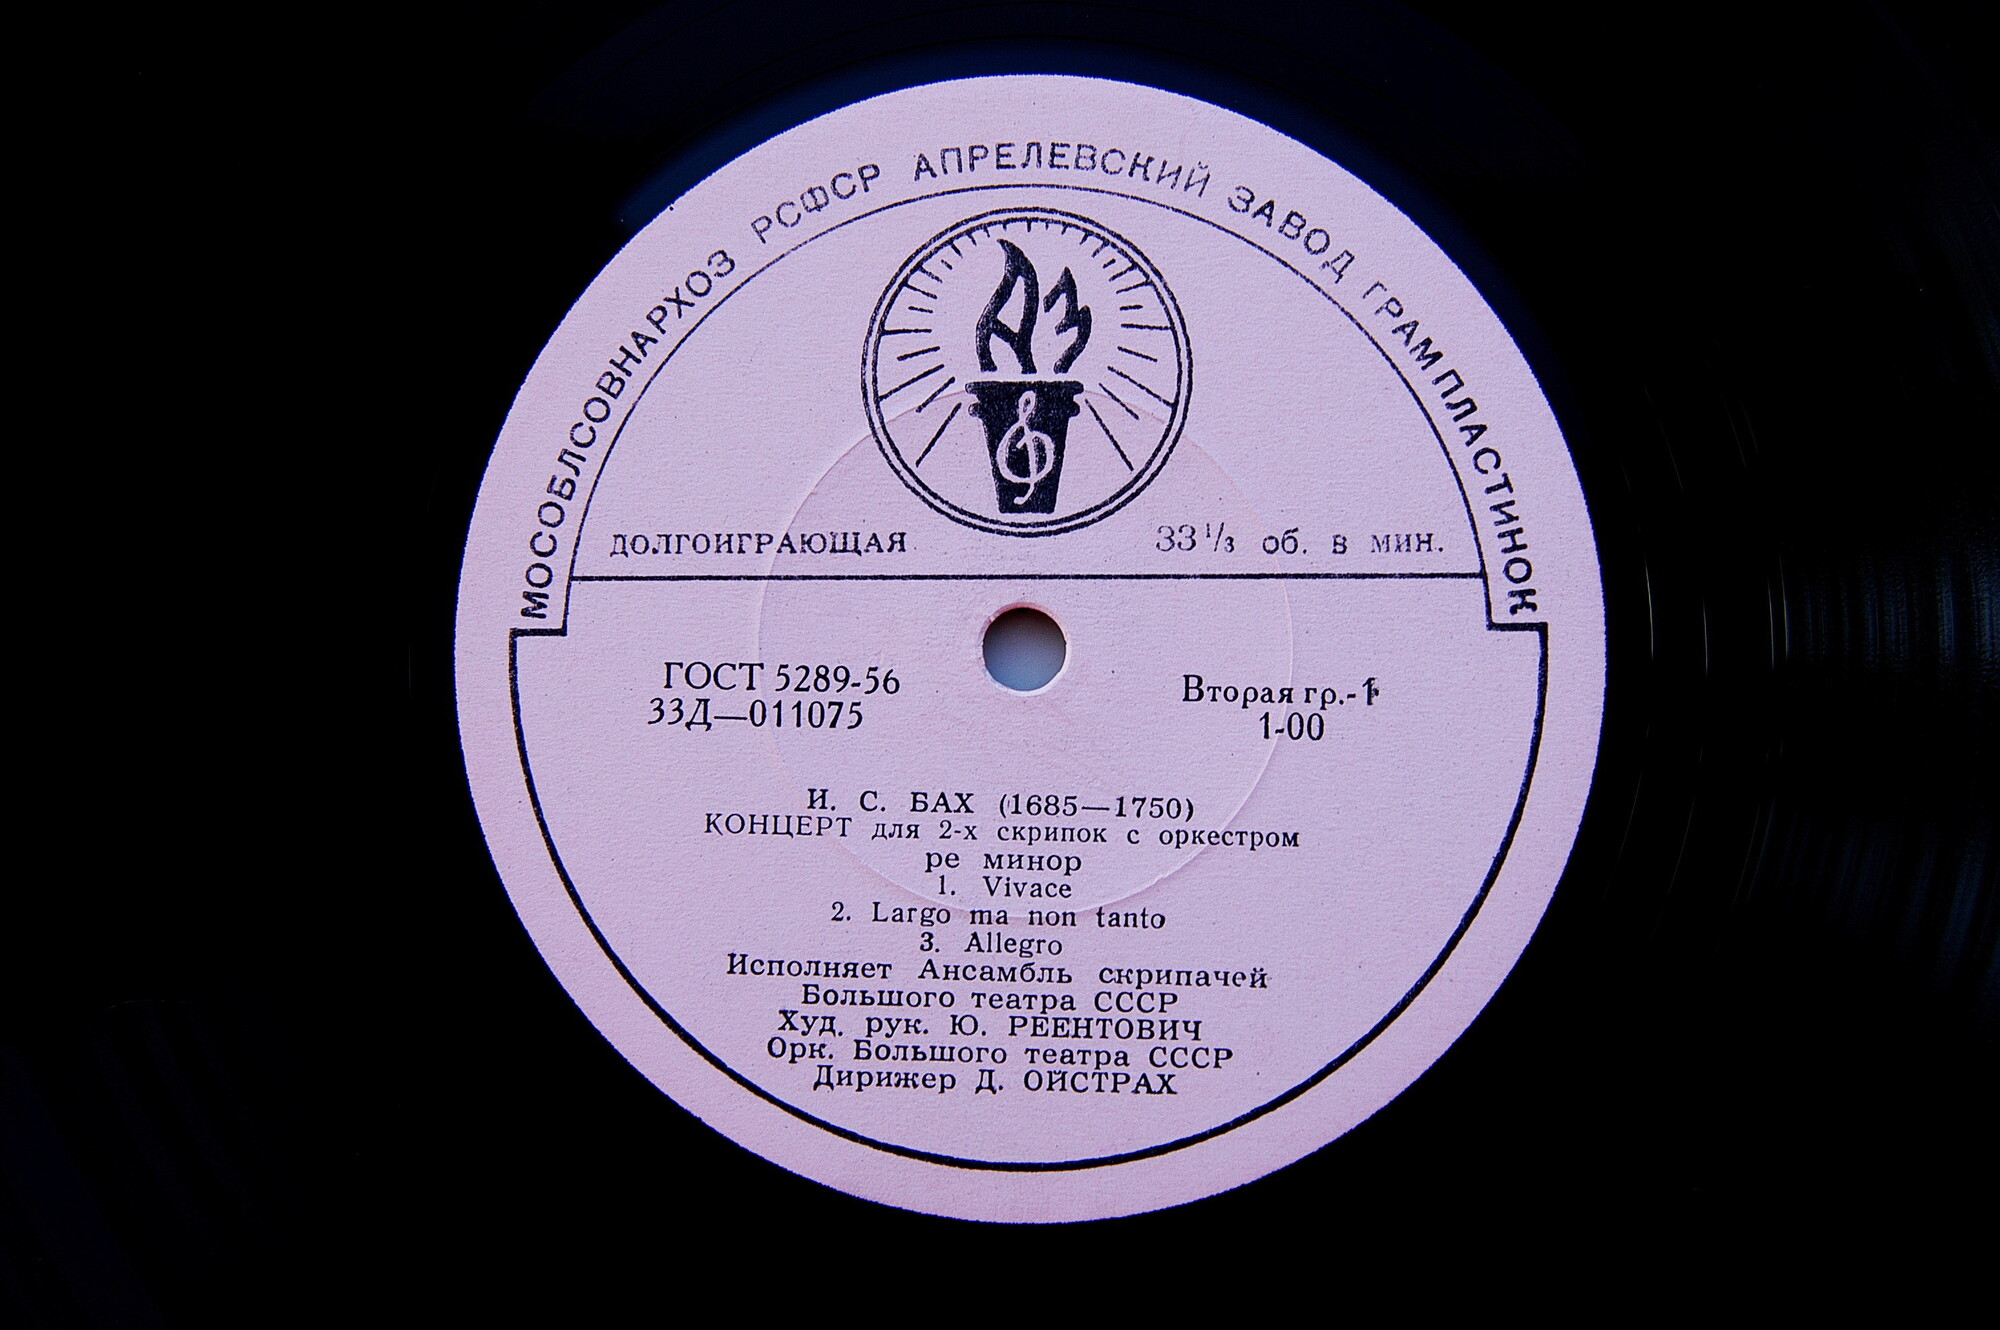 МОСОБЛСОВНАРХОЗ РСФСР АПРЕЛЕВСКИЙ ЗАВОД ГРАМПЛАСТИНОК
АЗ
ДОЛГОИГРАЮЩАЯ 33 1/3 об. в мин.
ГОСТ 5289-56 Вторая гр.-1
33Д—011075 1-00
И. С. БАХ (1685—1750)
КОНЦЕРТ для 2-х скрипок с оркестром
ре минор
1. Vivace
2. Largo ma non tanto
3. Allegro
Исполняет Ансамбль скрипачей
Большого театра СССР
Худ. рук. Ю. РЕЕНТОВИЧ
Орк. Большого театра СССР
Дирижер Д. ОЙСТРАХ